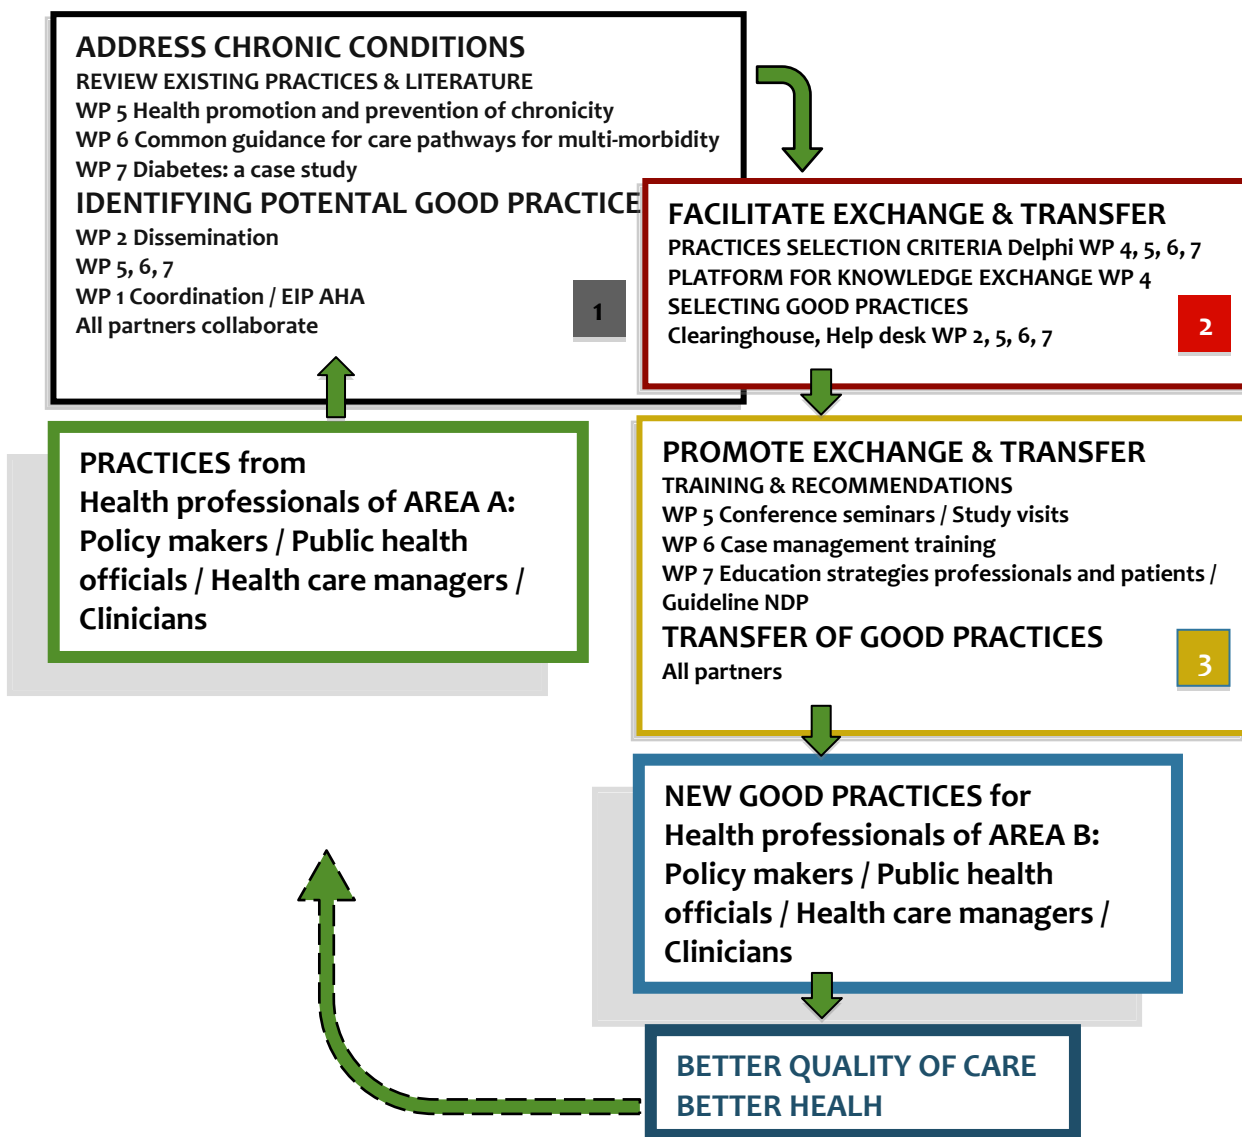 ADDRESS CHRONIC CONDITIONS
REVIEW EXISTING PRACTICES & LITERATURE
WP 5 Health promotion and prevention of chronicity
WP 6 Common guidance for care pathways for multi-morbidity
WP 7 Diabetes: a case study
IDENTIFYING POTENTAL GOOD PRACTICE
WP 2 Dissemination
WP 5, 6, 7
WP 1 Coordination / EIP AHA
All partners collaborate
1
FACILITATE EXCHANGE & TRANSFER
PRACTICES SELECTION CRITERIA Delphi WP 4, 5, 6, 7
PLATFORM FOR KNOWLEDGE EXCHANGE WP 4
SELECTING GOOD PRACTICES
Clearinghouse, Help desk WP 2, 5, 6, 7
2
PRACTICES from
Health professionals of AREA A:
Policy makers / Public health
officials / Health care managers /
Clinicians
PROMOTE EXCHANGE & TRANSFER
TRAINING & RECOMMENDATIONS
WP 5 Conference seminars / Study visits
WP 6 Case management training
WP 7 Education strategies professionals and patients /
Guideline NDP
TRANSFER OF GOOD PRACTICES
All partners
3
NEW GOOD PRACTICES for
Health professionals of AREA B:
Policy makers / Public health
officials / Health care managers /
Clinicians
BETTER QUALITY OF CARE
BETTER HEALH